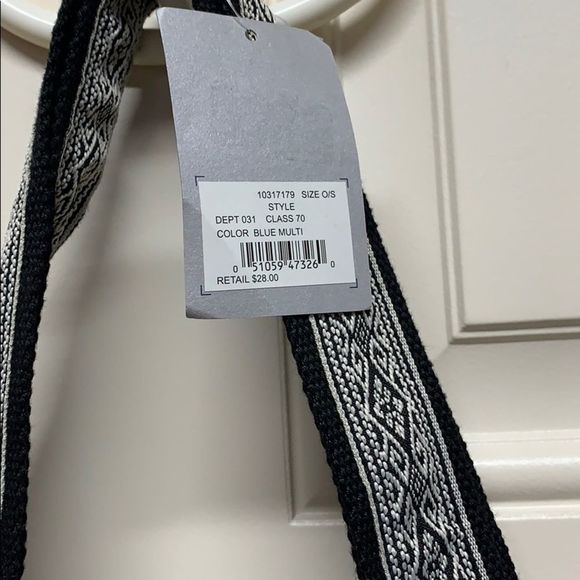 10317179 SIZE O/S
STYLE
DEPT 031 CLASS 70
COLOR BLUE MULTI
0 51059 47326 0
RETAIL $28.00